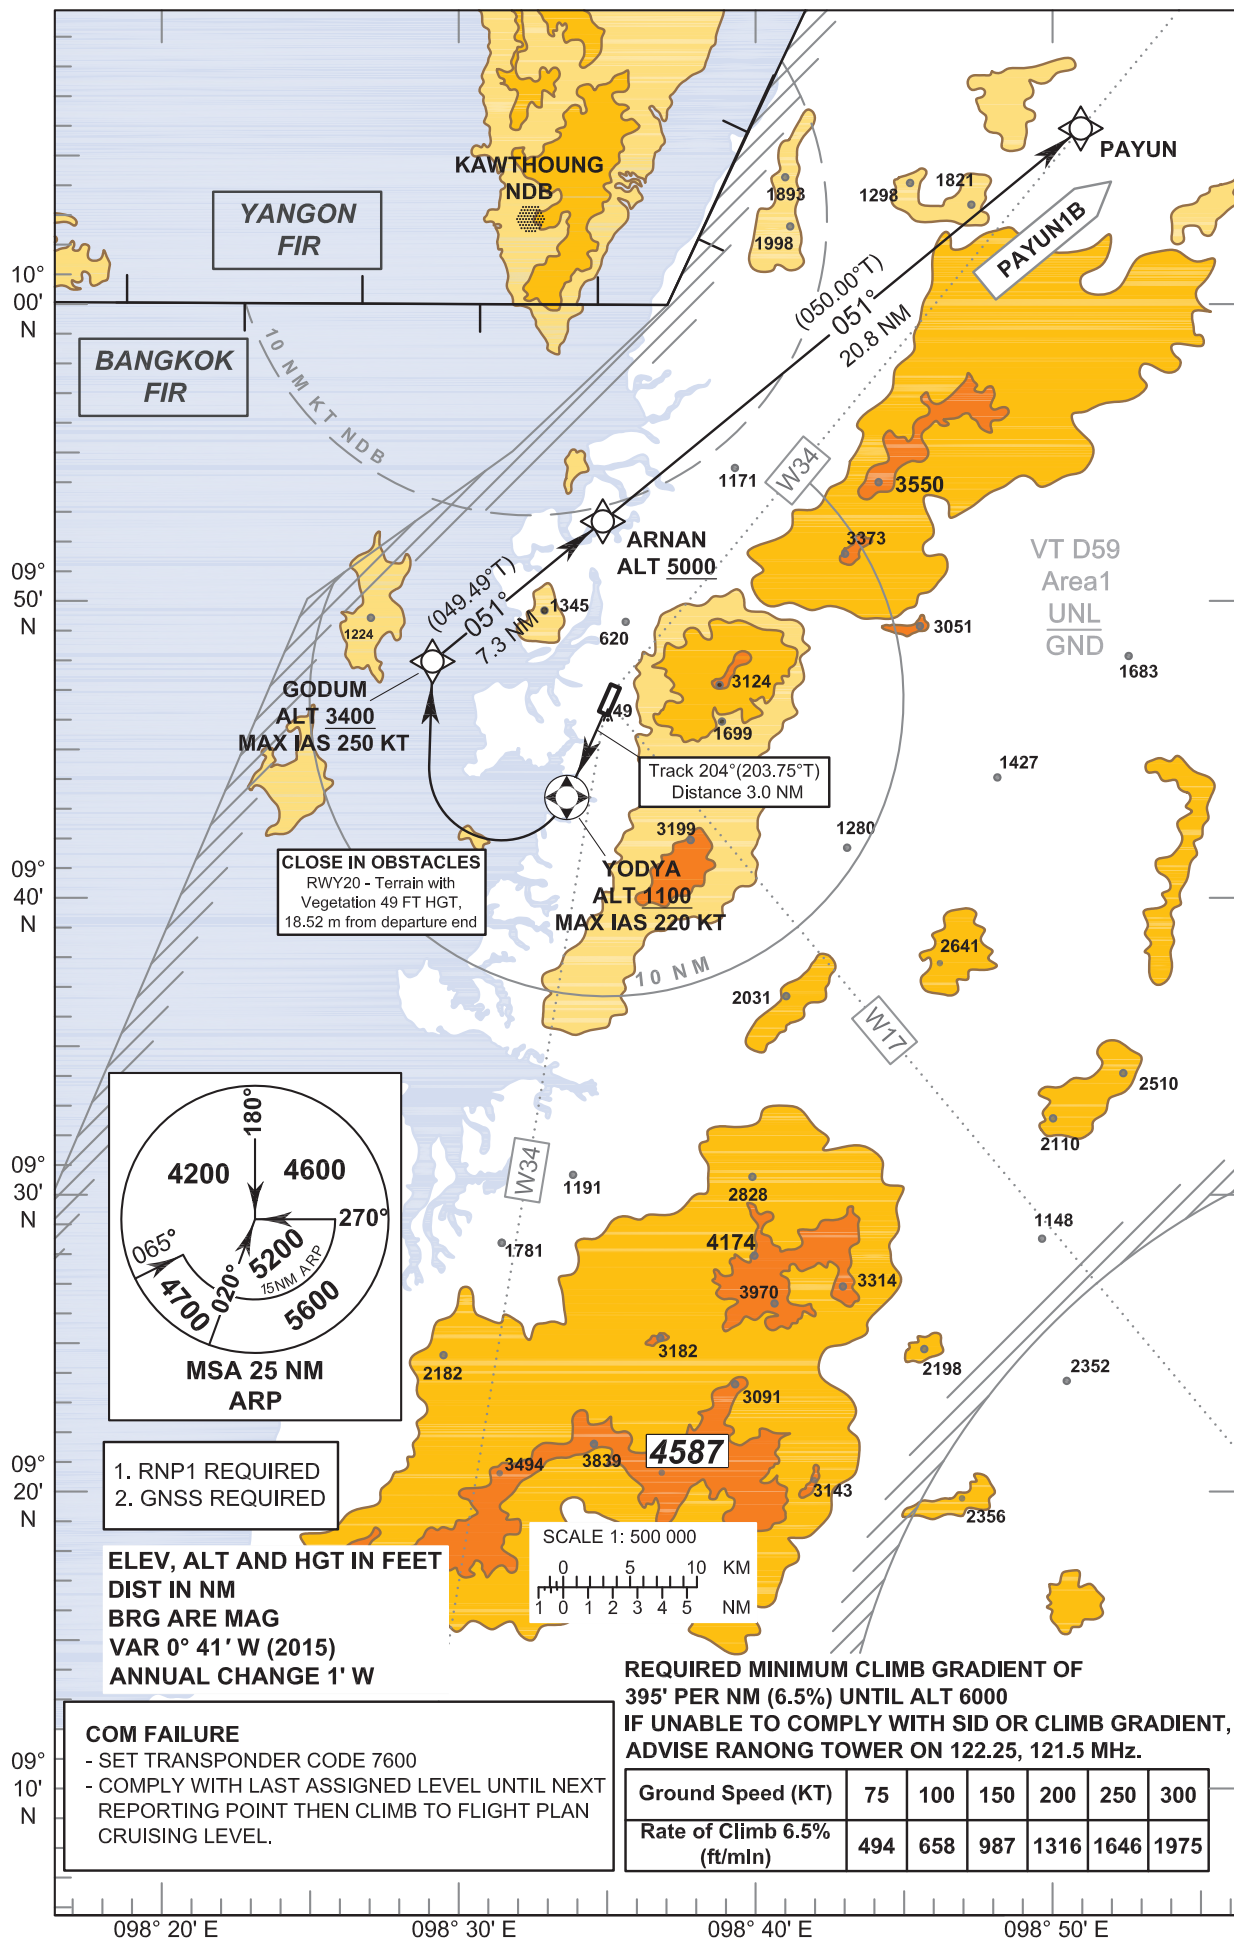 KAWTHOUNG
NDB
YANGON
FIR
BANGKOK
FIR
10 NM KT NDB
PAYUN
PAYUN1B
1893
1998
1298
1821
(050.00°T)
051°
20.8 NM
W34
1171
3550
3373
3051
VT D59
Area1
UNL
GND
1683
ARNAN
ALT 5000
(049.49°T)
051°
7.3 NM
1345
620
1224
GODUM
ALT 3400
MAX IAS 250 KT
49
3124
1699
Track 204°(203.75°T)
Distance 3.0 NM
1427
1280
3199
CLOSE IN OBSTACLES
RWY20 - Terrain with
Vegetation 49 FT HGT,
18.52 m from departure end
YODYA
ALT 1100
MAX IAS 220 KT
10 NM
2641
2031
W17
2510
2110
W34
1191
1781
2828
4174
3970
3314
3182
2182
3091
3494
3839
4587
3143
1148
2198
2352
2356
180°
4200
4600
270°
065°
020°
5200
15NM ARP
4700
5600
MSA 25 NM
ARP
1. RNP1 REQUIRED
2. GNSS REQUIRED
SCALE 1: 500 000
0 5 10 KM
1 0 1 2 3 4 5 NM
ELEV, ALT AND HGT IN FEET
DIST IN NM
BRG ARE MAG
VAR 0° 41' W (2015)
ANNUAL CHANGE 1' W
REQUIRED MINIMUM CLIMB GRADIENT OF
395' PER NM (6.5%) UNTIL ALT 6000
IF UNABLE TO COMPLY WITH SID OR CLIMB GRADIENT,
ADVISE RANONG TOWER ON 122.25, 121.5 MHz.
COM FAILURE
- SET TRANSPONDER CODE 7600
- COMPLY WITH LAST ASSIGNED LEVEL UNTIL NEXT
REPORTING POINT THEN CLIMB TO FLIGHT PLAN
CRUISING LEVEL.
Ground Speed (KT) 75 100 150 200 250 300
Rate of Climb 6.5%
(ft/mln) 494 658 987 1316 1646 1975
10°
00'
N
09°
50'
N
09°
40'
N
09°
30'
N
09°
20'
N
09°
10'
N
098° 20' E 098° 30' E 098° 40' E 098° 50' E